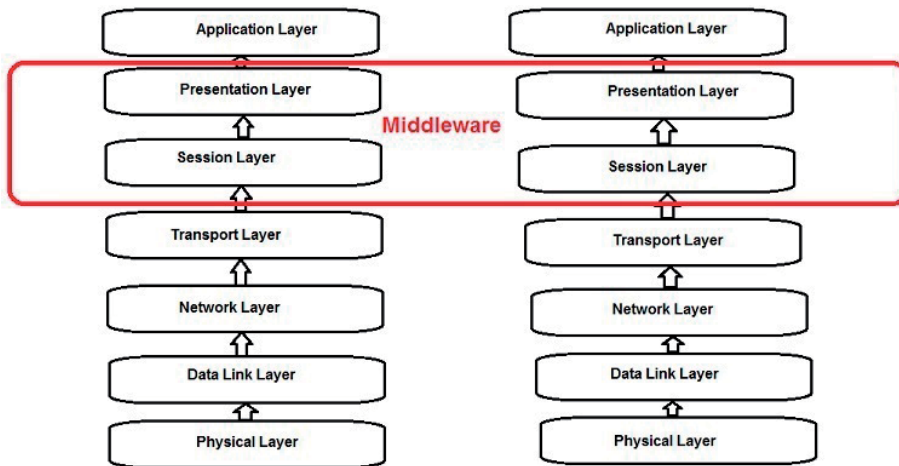 Application Layer
Presentation Layer
Session Layer
Transport Layer
Network Layer
Data Link Layer
Physical Layer
Middleware
Application Layer
Presentation Layer
Session Layer
Transport Layer
Network Layer
Data Link Layer
Physical Layer